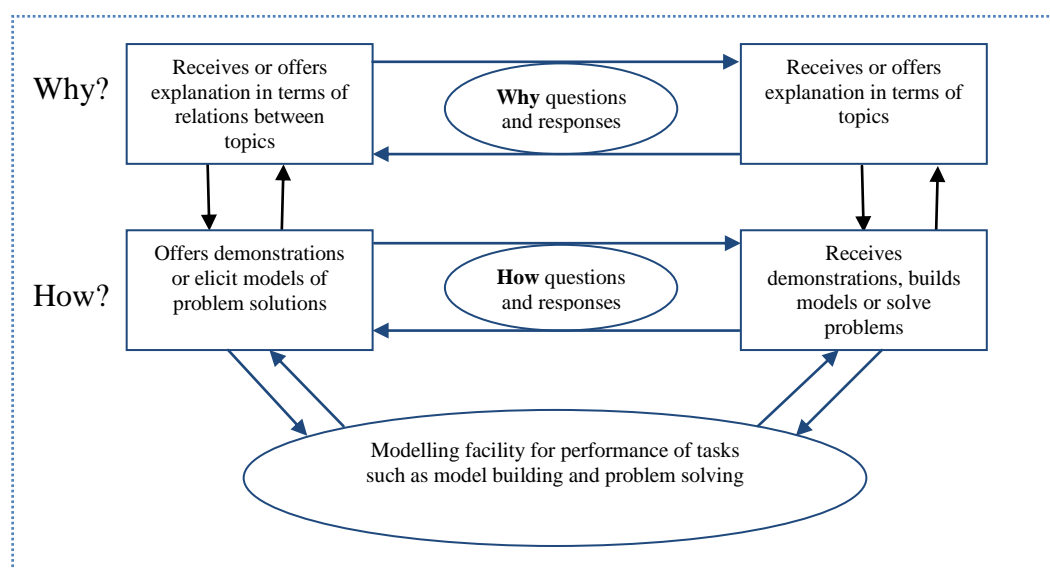 Why?
Receives or offers
explanation in terms of
relations between
topics
Why questions
and responses
Receives or offers
explanation in terms of
topics
How?
Offers demonstrations
or elicit models of
problem solutions
How questions
and responses
Receives
demonstrations, builds
models or solve
problems
Modelling facility for performance of tasks
such as model building and problem solving